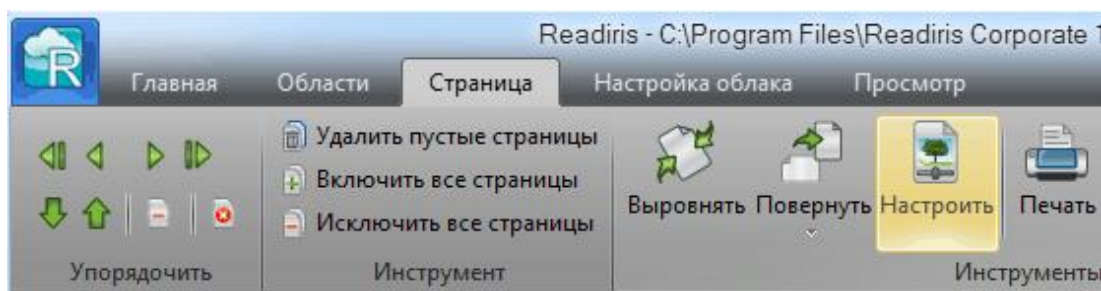 Readiris - C:\Program Files\Readiris Corporate 1
Главная Области Страница Настройка облака Просмотр
Удалить пустые страницы
Включить все страницы
Исключить все страницы
Выровнять Повернуть Настроить Печать
Упорядочить Инструмент Инструменты